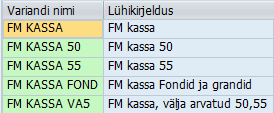 Variandi nimi Lühikirjeldus
FM KASSA FM kassa
FM KASSA 50 FM kassa 50
FM KASSA 55 FM kassa 55
FM KASSA FOND FM kassa Fondid ja grandid
FM KASSA VA5 FM kassa, välja arvatud 50,55